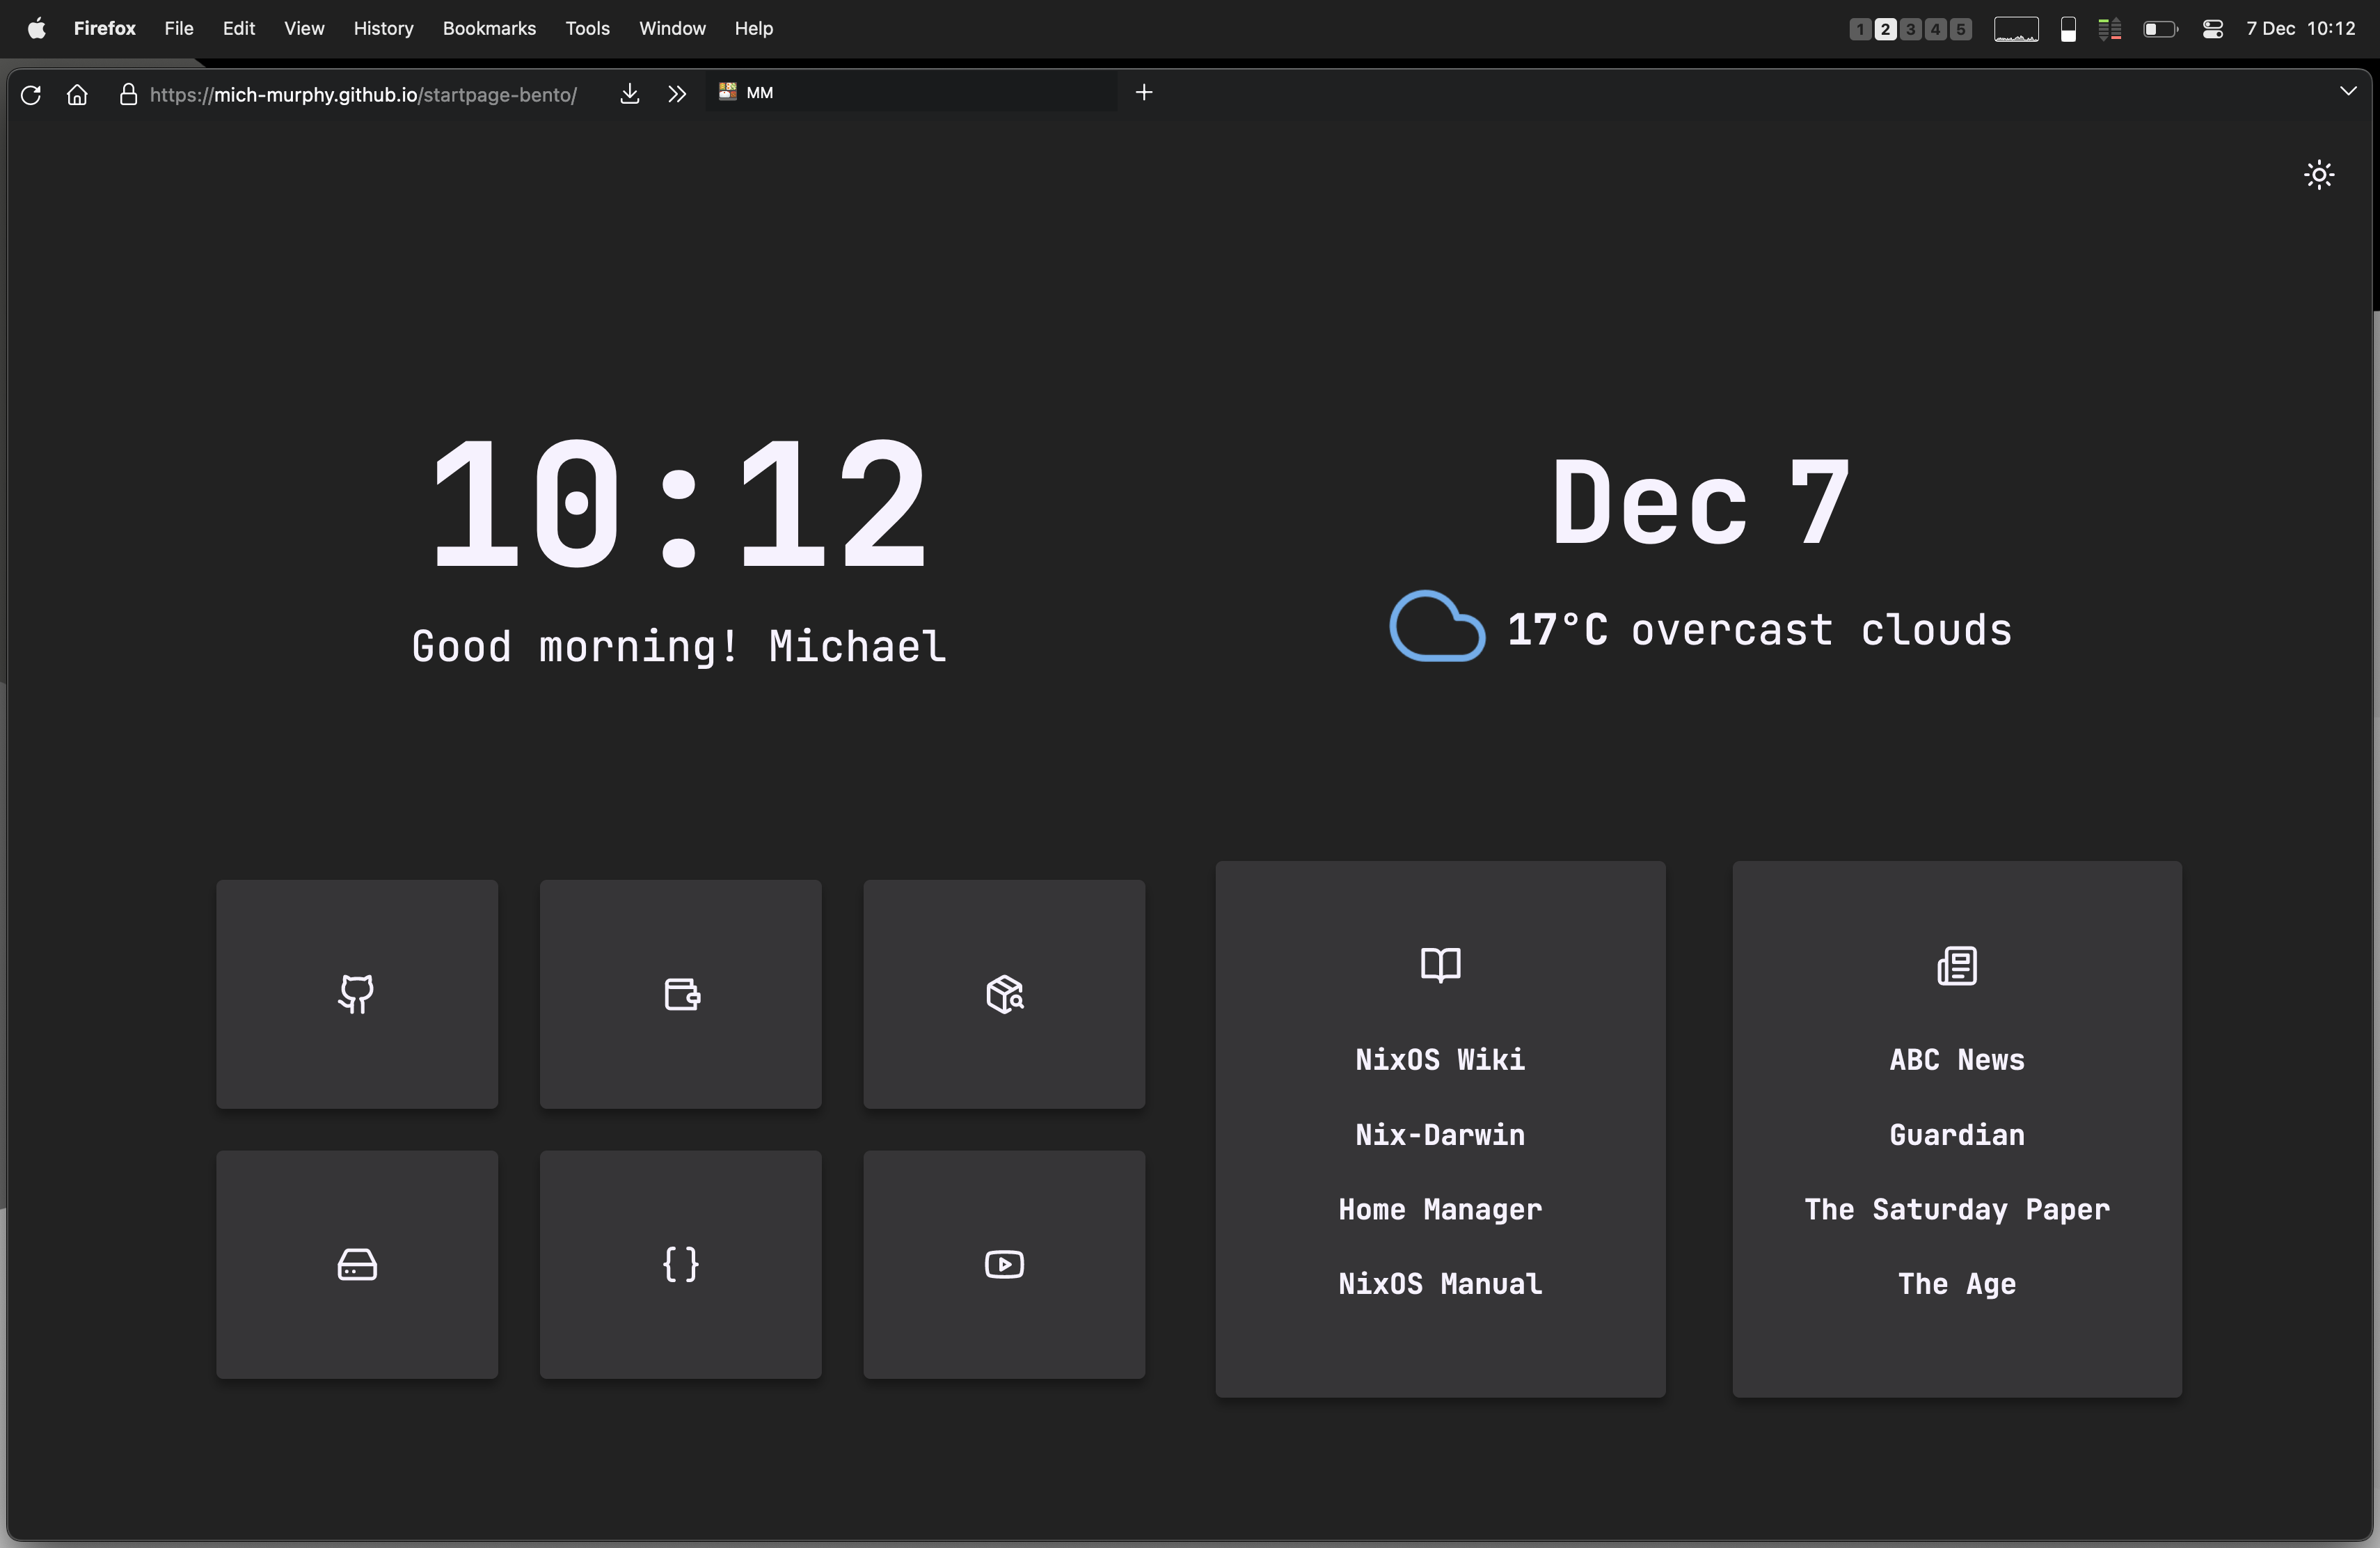 Firefox File Edit View History Bookmarks Tools Window Help
1 2 3 4 5
7 Dec 10:12
https://mich-murphy.github.io/startpage-bento/
MM
10:12
Good morning! Michael
Dec 7
17°C overcast clouds
NixOS Wiki
Nix-Darwin
Home Manager
NixOS Manual
ABC News
Guardian
The Saturday Paper
The Age